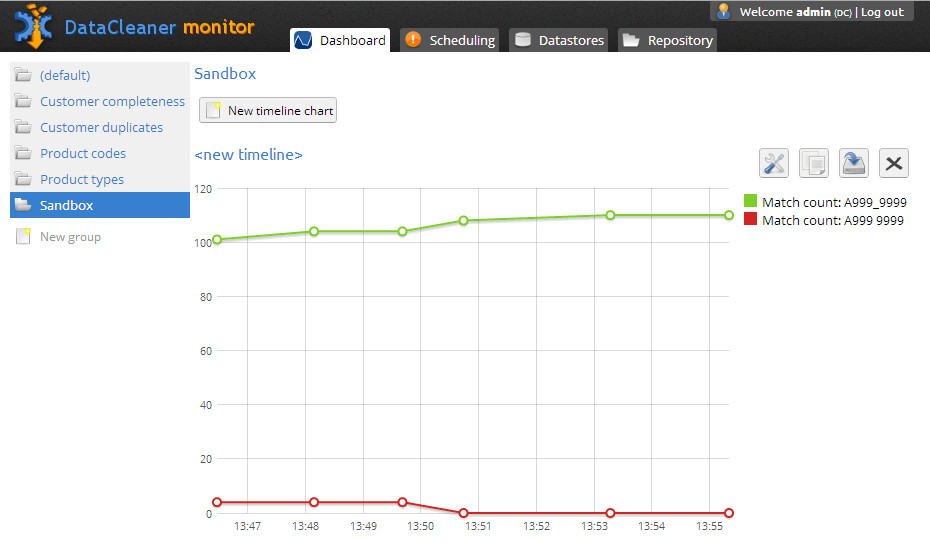 DataCleaner monitor
Welcome admin (DC) | Log out
Dashboard
Scheduling
Datastores
Repository
(default)
Customer completeness
Customer duplicates
Product codes
Product types
Sandbox
New group
Sandbox
New timeline chart
<new timeline>
Match count: A999_9999
Match count: A999 9999
120
100
80
60
40
20
0
13:47 13:48 13:49 13:50 13:51 13:52 13:53 13:54 13:55